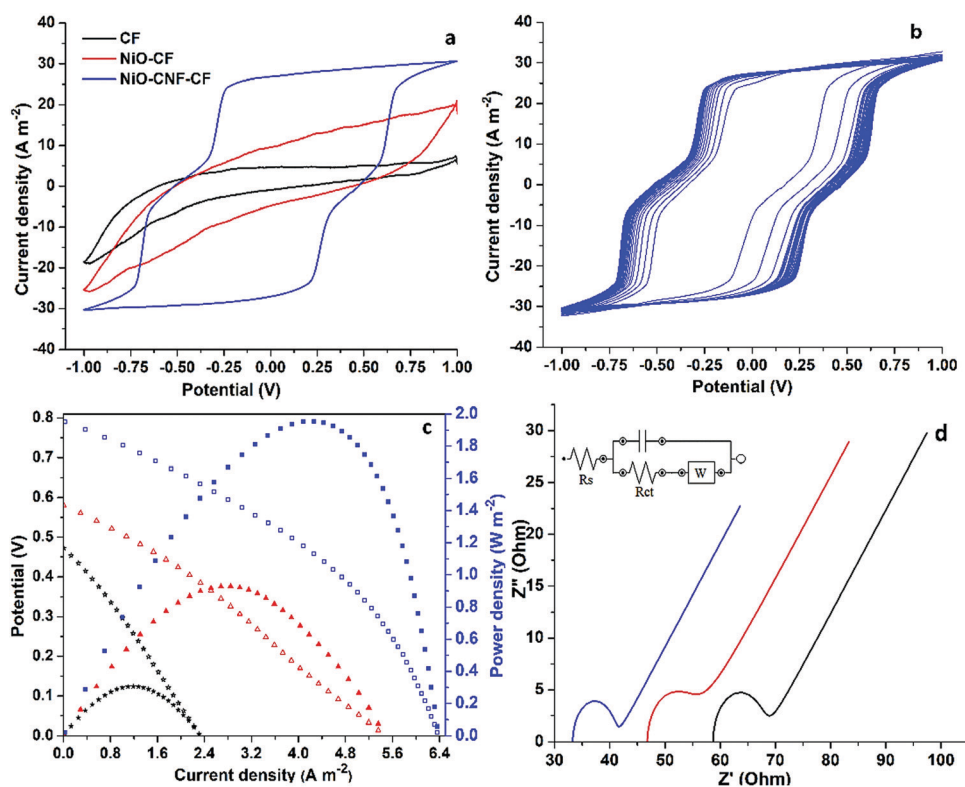 a
CF
NiO-CF
NiO-CNF-CF
40
30
20
10
0
-10
-20
-30
-40
Current density (A m⁻²)
-1.00 -0.75 -0.50 -0.25 0.00 0.25 0.50 0.75 1.00
Potential (V)
b
40
30
20
10
0
-10
-20
-30
-40
Current density (A m⁻²)
-1.00 -0.75 -0.50 -0.25 0.00 0.25 0.50 0.75 1.00
Potential (V)
c
0.8
0.7
0.6
0.5
0.4
0.3
0.2
0.1
0.0
Potential (V)
2.0
1.8
1.6
1.4
1.2
1.0
0.8
0.6
0.4
0.2
0.0
Power density (W m⁻²)
0.0 0.8 1.6 2.4 3.2 4.0 4.8 5.6 6.4
Current density (A m⁻²)
d
30
25
20
15
10
5
0
Z" (Ohm)
Rs
Rct
W
30 40 50 60 70 80 90 100
Z' (Ohm)